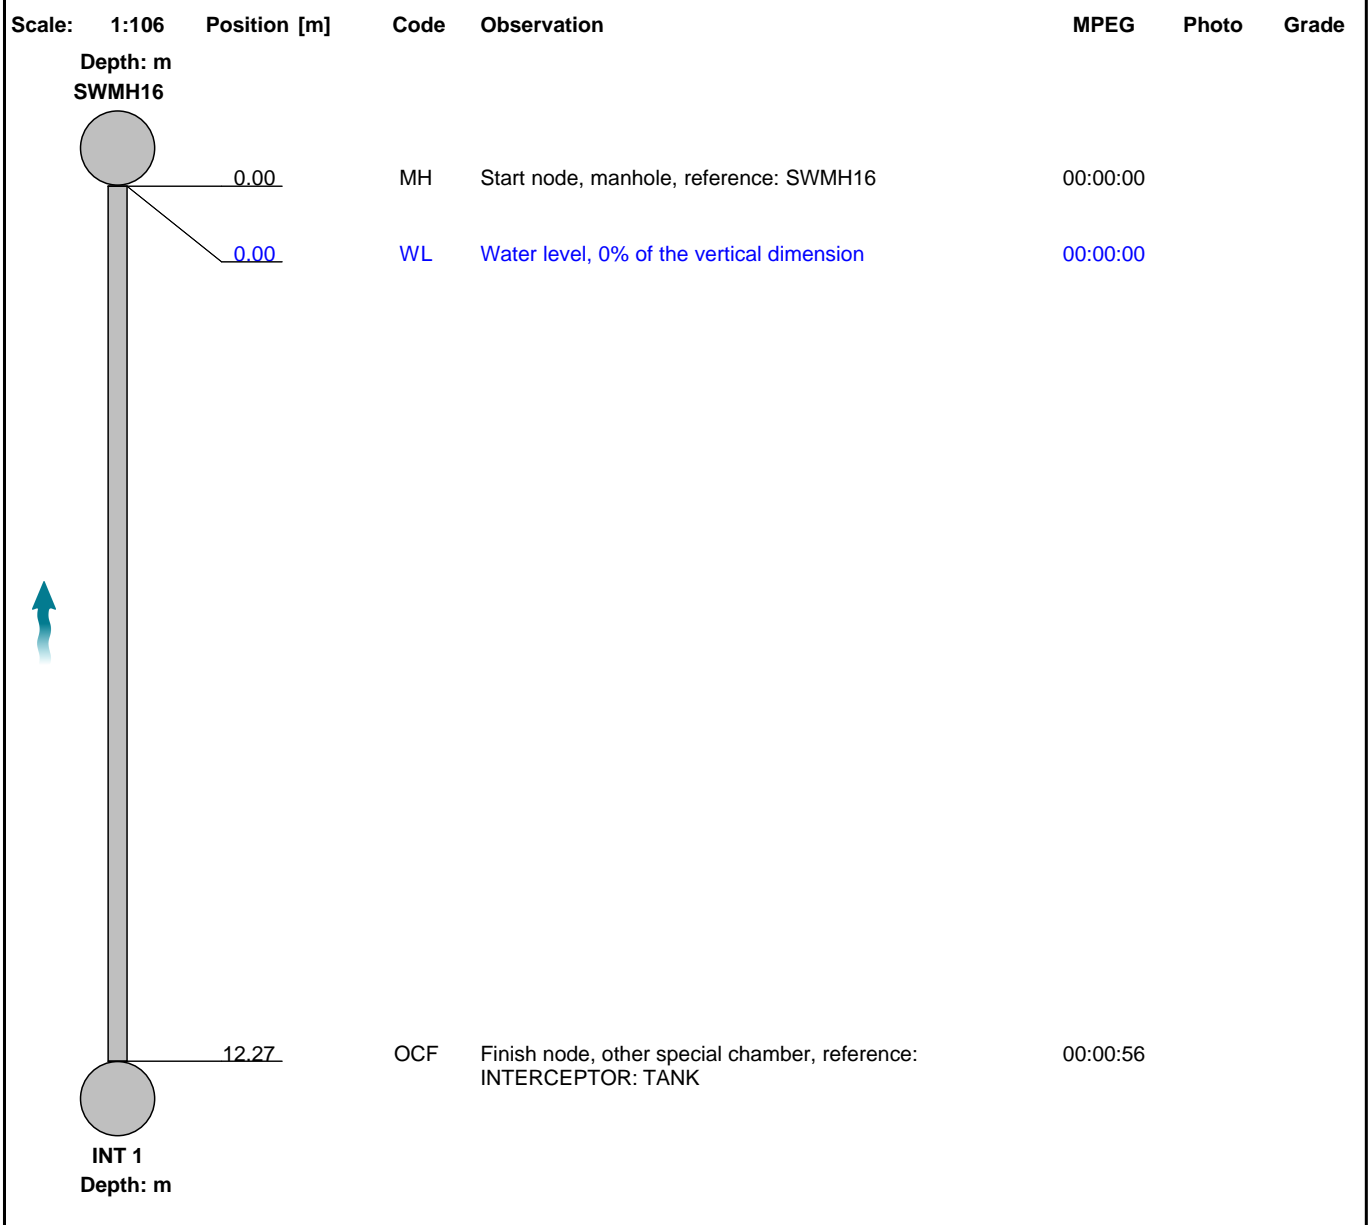 Scale: 1:106 Position [m] Code Observation MPEG Photo Grade
Depth: m
SWMH16
0.00 MH Start node, manhole, reference: SWMH16 00:00:00
0.00 WL Water level, 0% of the vertical dimension 00:00:00
12.27 OCF Finish node, other special chamber, reference: 00:00:56
INTERCEPTOR: TANK
INT 1
Depth: m